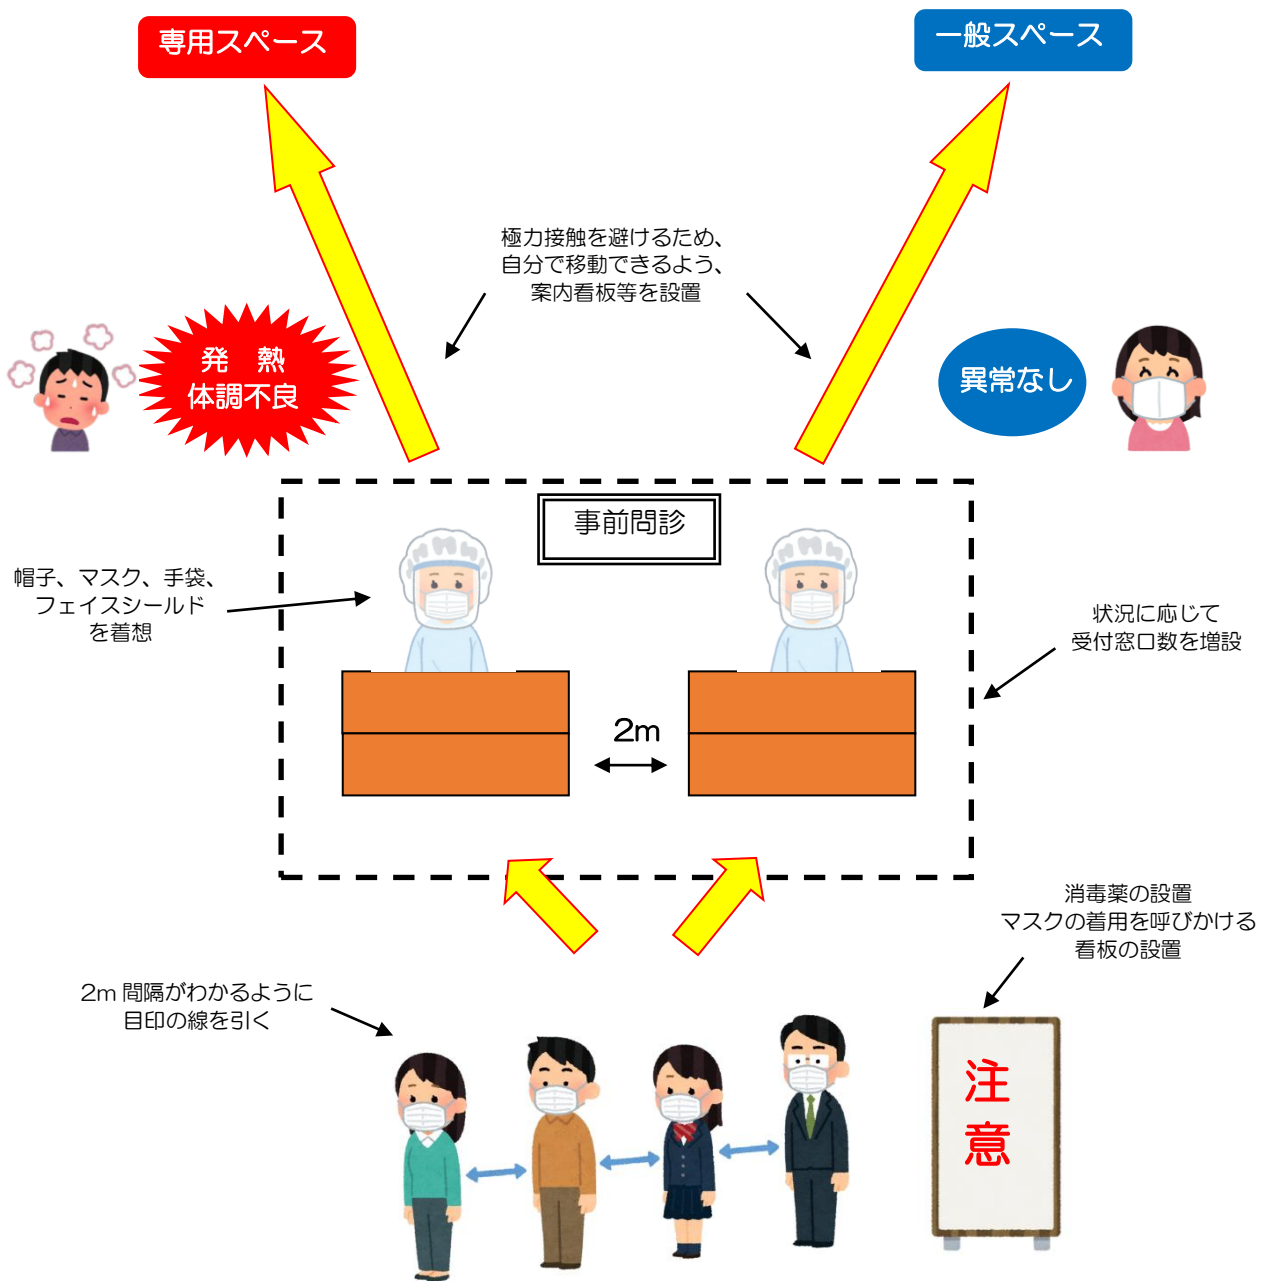 専用スペース
一般スペース
極力接触を避けるため、
自分で移動できるよう、
案内看板等を設置
発　熱
体調不良
異常なし
事前問診
帽子、マスク、手袋、
フェイスシールド
を着想
状況に応じて
受付窓口数を増設
2m
消毒薬の設置
マスクの着用を呼びかける
看板の設置
2m 間隔がわかるように
目印の線を引く
注
意